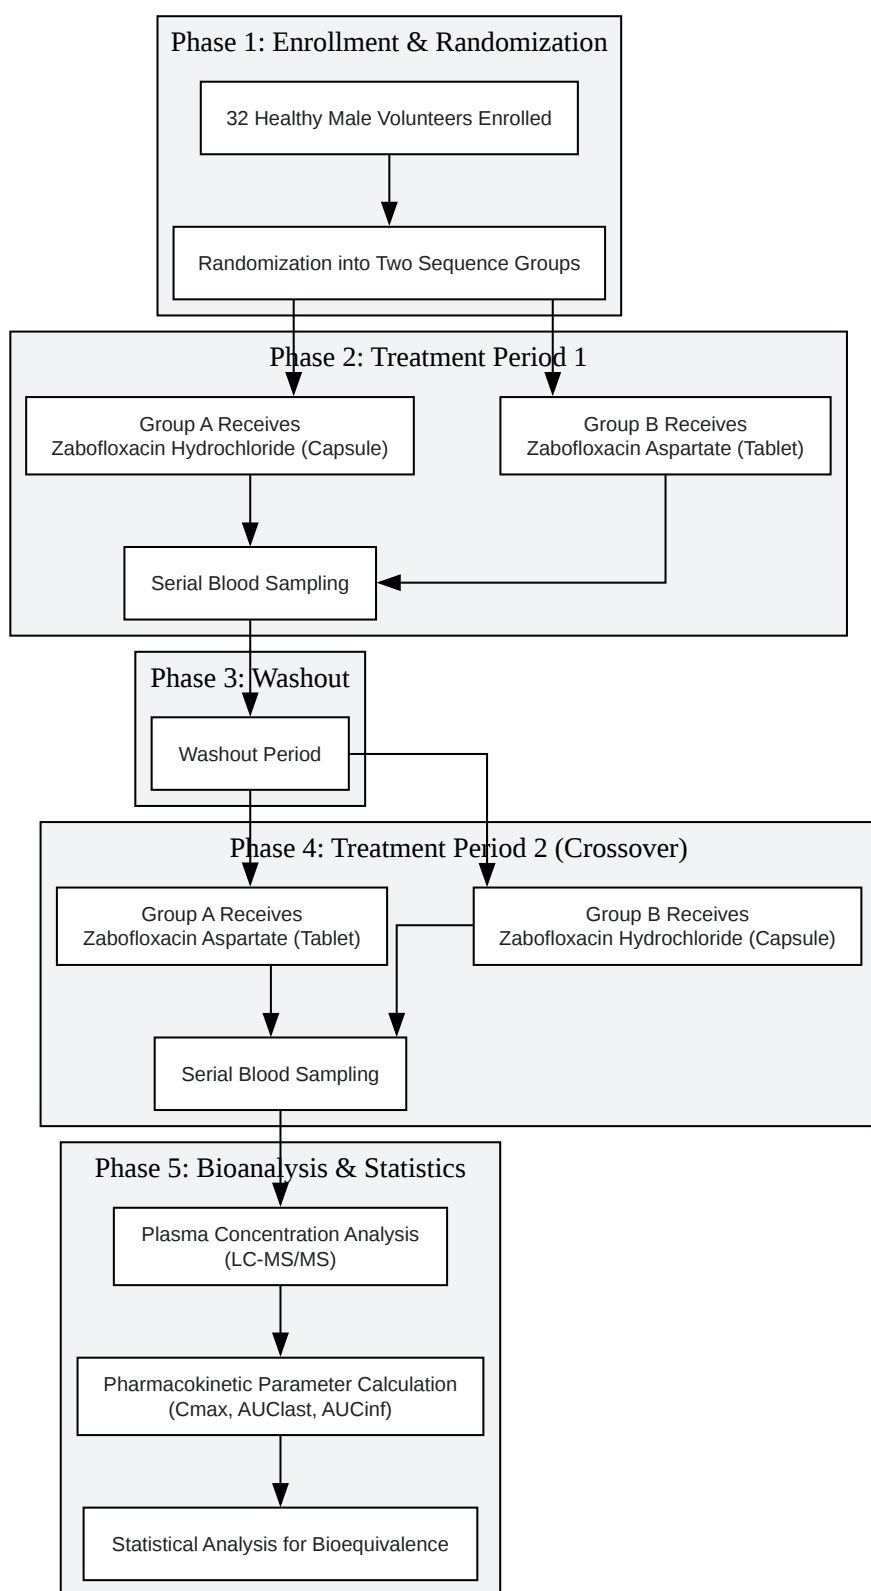 Phase 1: Enrollment & Randomization
32 Healthy Male Volunteers Enrolled
Randomization into Two Sequence Groups
Phase 2: Treatment Period 1
Group A Receives
Zabofloxacin Hydrochloride (Capsule)
Group B Receives
Zabofloxacin Aspartate (Tablet)
Serial Blood Sampling
Phase 3: Washout
Washout Period
Phase 4: Treatment Period 2 (Crossover)
Group A Receives
Zabofloxacin Aspartate (Tablet)
Group B Receives
Zabofloxacin Hydrochloride (Capsule)
Serial Blood Sampling
Phase 5: Bioanalysis & Statistics
Plasma Concentration Analysis
(LC-MS/MS)
Pharmacokinetic Parameter Calculation
(Cmax, AUClast, AUCinf)
Statistical Analysis for Bioequivalence